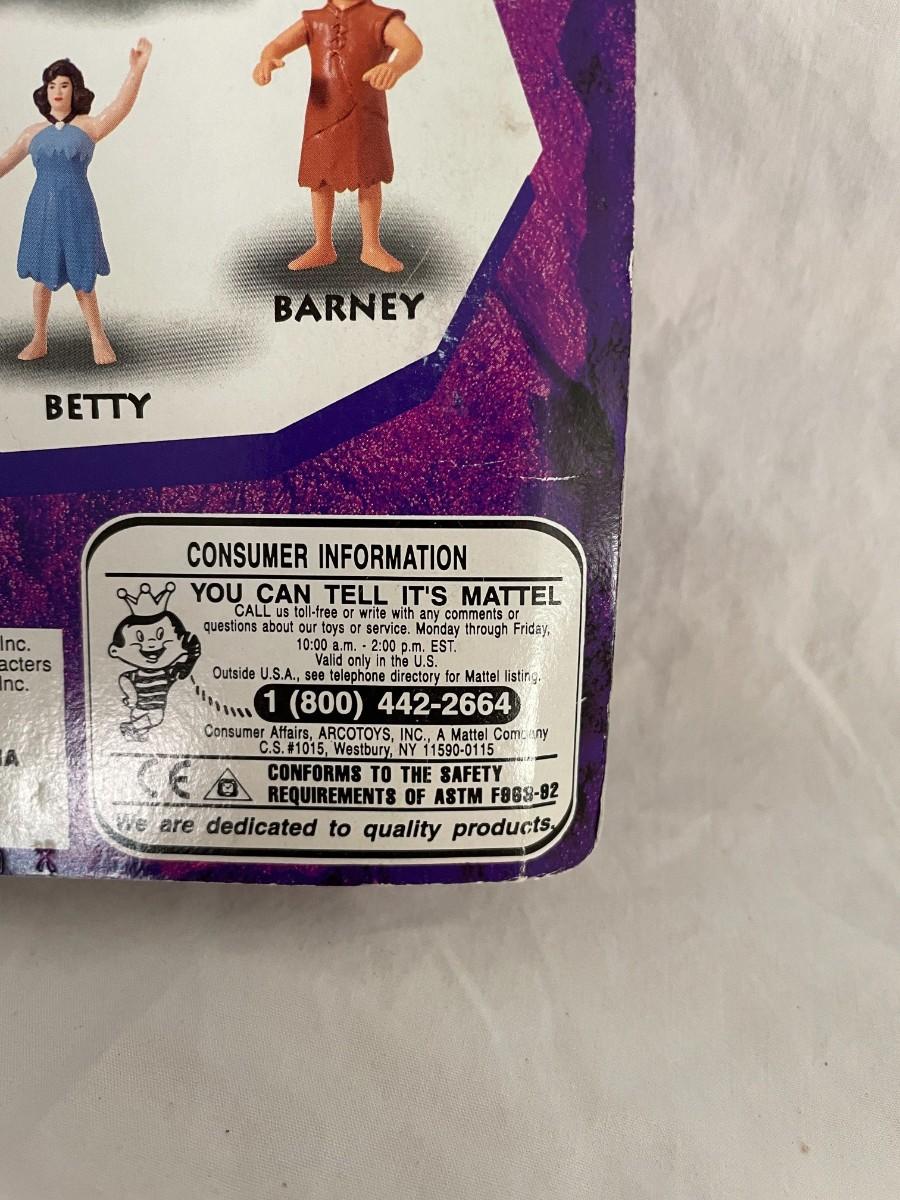 BARNEY
BETTY
CONSUMER INFORMATION
YOU CAN TELL IT'S MATTEL
CALL us toll-free or write with any comments or
questions about our toys or service. Monday through Friday,
10:00 a.m. - 2:00 p.m. EST.
Valid only in the U.S.
Outside U.S.A., see telephone directory for Mattel listing.
1 (800) 442-2664
Consumer Affairs, ARCOTOYS, INC., A Mattel Company
C.S. #1015, Westbury, NY 11590-0115
CE
CONFORMS TO THE SAFETY
REQUIREMENTS OF ASTM F963-92
We are dedicated to quality products.
Inc.
acters
Inc.